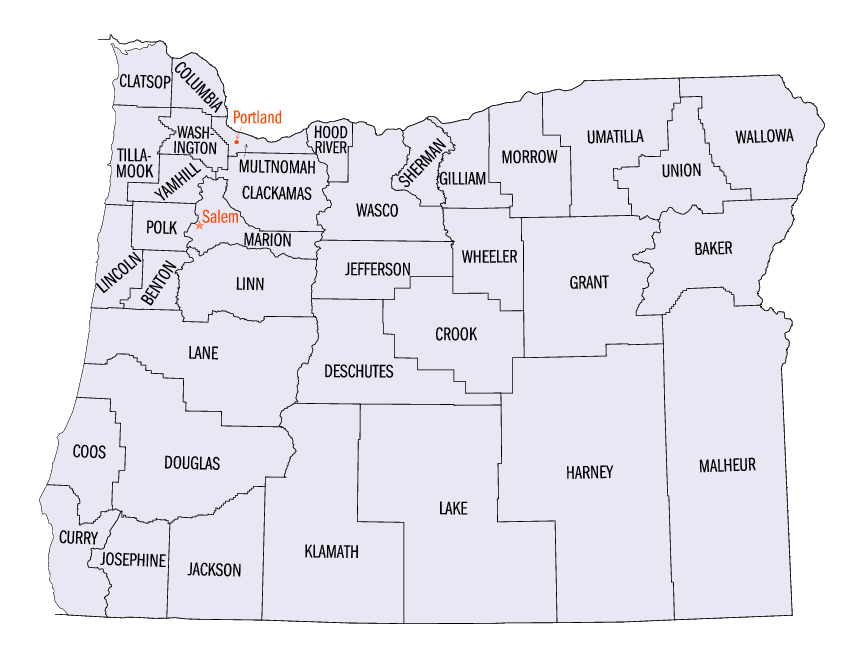 CLATSOP
COLUMBIA
Portland
HOOD
RIVER
WASH-
INGTON
TILLA-
MOOK
MULTNOMAH
YAMHILL
CLACKAMAS
SHERMAN
GILLIAM
MORROW
UMATILLA
UNION
WALLOWA
POLK
Salem
MARION
WASCO
LINCOLN
BENTON
LINN
JEFFERSON
WHEELER
GRANT
BAKER
LANE
DESCHUTES
CROOK
COOS
DOUGLAS
HARNEY
MALHEUR
LAKE
CURRY
JOSEPHINE
JACKSON
KLAMATH